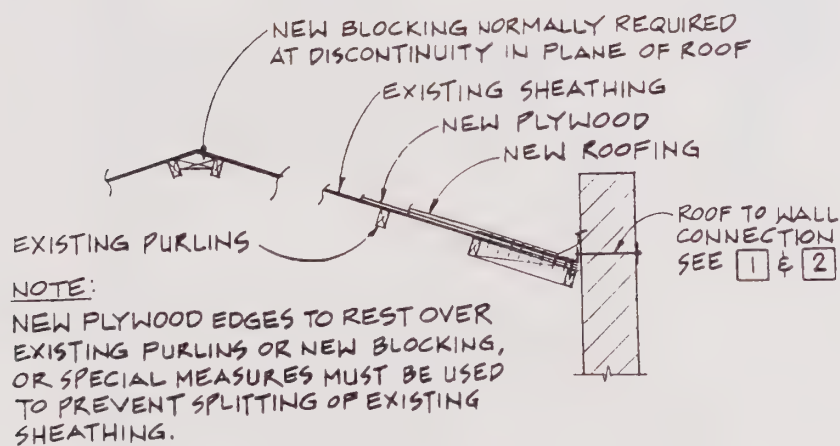 NEW BLOCKING NORMALLY REQUIRED
AT DISCONTINUITY IN PLANE OF ROOF
EXISTING SHEATHING
NEW PLYWOOD
NEW ROOFING
ROOF TO WALL
CONNECTION
SEE 1 & 2
EXISTING PURLINS
NOTE:
NEW PLYWOOD EDGES TO REST OVER
EXISTING PURLINS OR NEW BLOCKING,
OR SPECIAL MEASURES MUST BE USED
TO PREVENT SPLITTING OF EXISTING
SHEATHING.